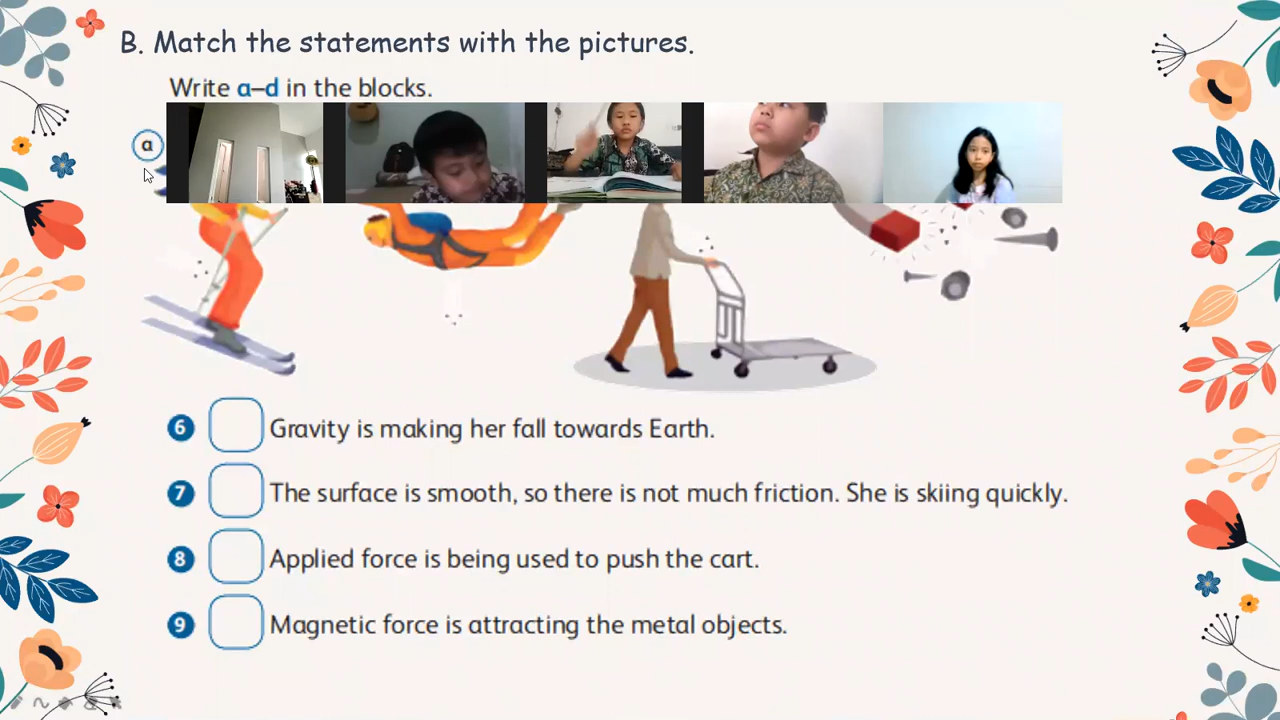 B. Match the statements with the pictures.
Write a–d in the blocks.
a
6 Gravity is making her fall towards Earth.
7 The surface is smooth, so there is not much friction. She is skiing quickly.
8 Applied force is being used to push the cart.
9 Magnetic force is attracting the metal objects.